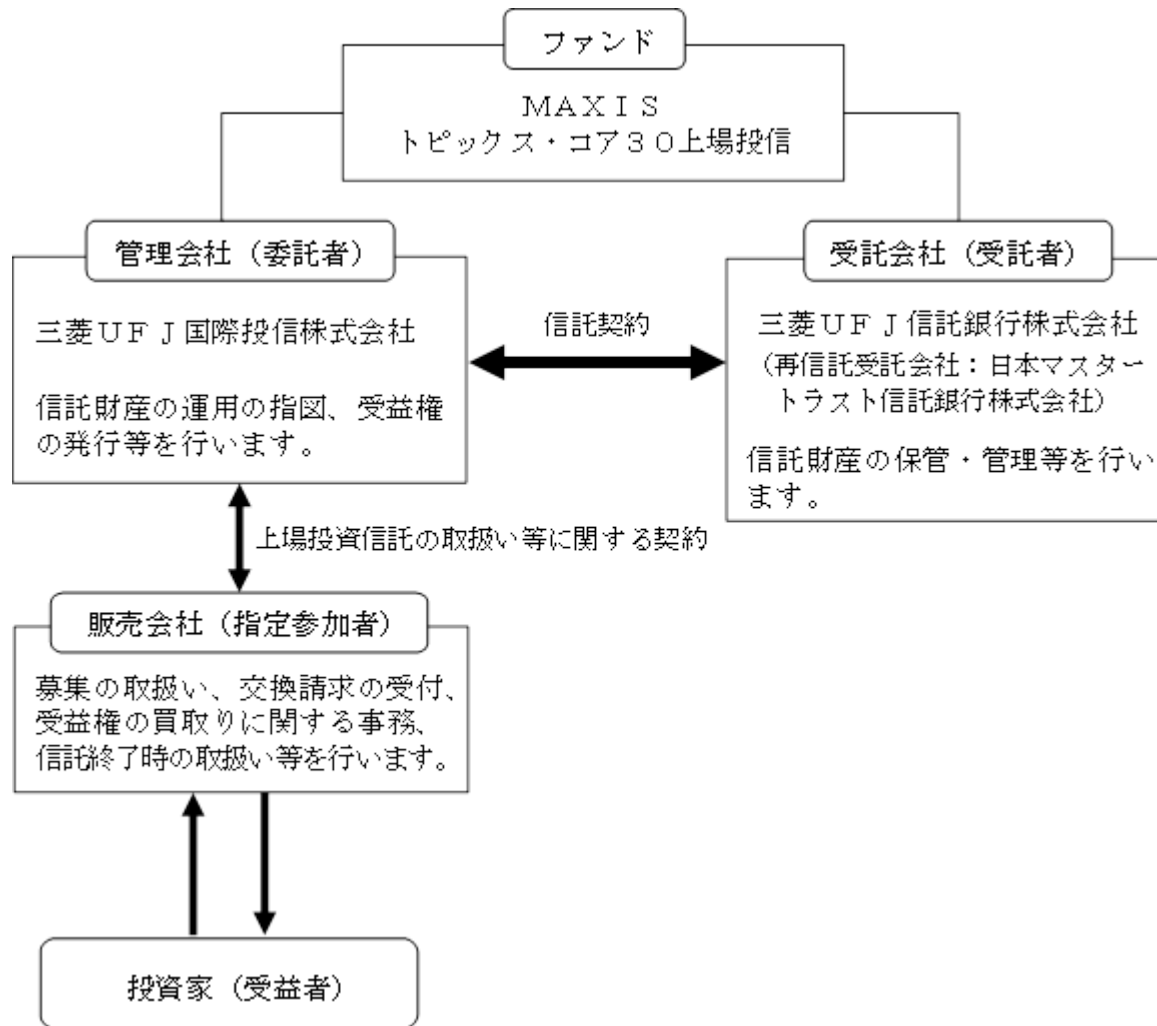 ファンド
ＭＡＸＩＳ
トピックス・コア３０上場投信
管理会社（委託者）
三菱ＵＦＪ国際投信株式会社
信託財産の運用の指図、受益権
の発行等を行います。
信託契約
受託会社（受託者）
三菱ＵＦＪ信託銀行株式会社
（再信託受託会社：日本マスター
トラスト信託銀行株式会社）
信託財産の保管・管理等を行い
ます。
上場投資信託の取扱い等に関する契約
販売会社（指定参加者）
募集の取扱い、交換請求の受付、
受益権の買取りに関する事務、
信託終了時の取扱い等を行います。
投資家（受益者）